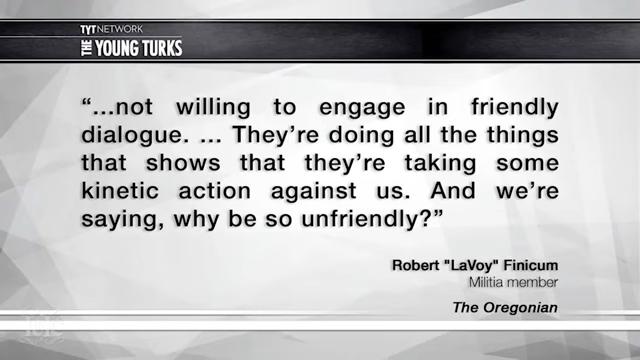 TYT NETWORK
THE YOUNG TURKS
“...not willing to engage in friendly
dialogue. ... They’re doing all the things
that shows that they’re taking some
kinetic action against us. And we’re
saying, why be so unfriendly?”
Robert "LaVoy" Finicum
Militia member
The Oregonian